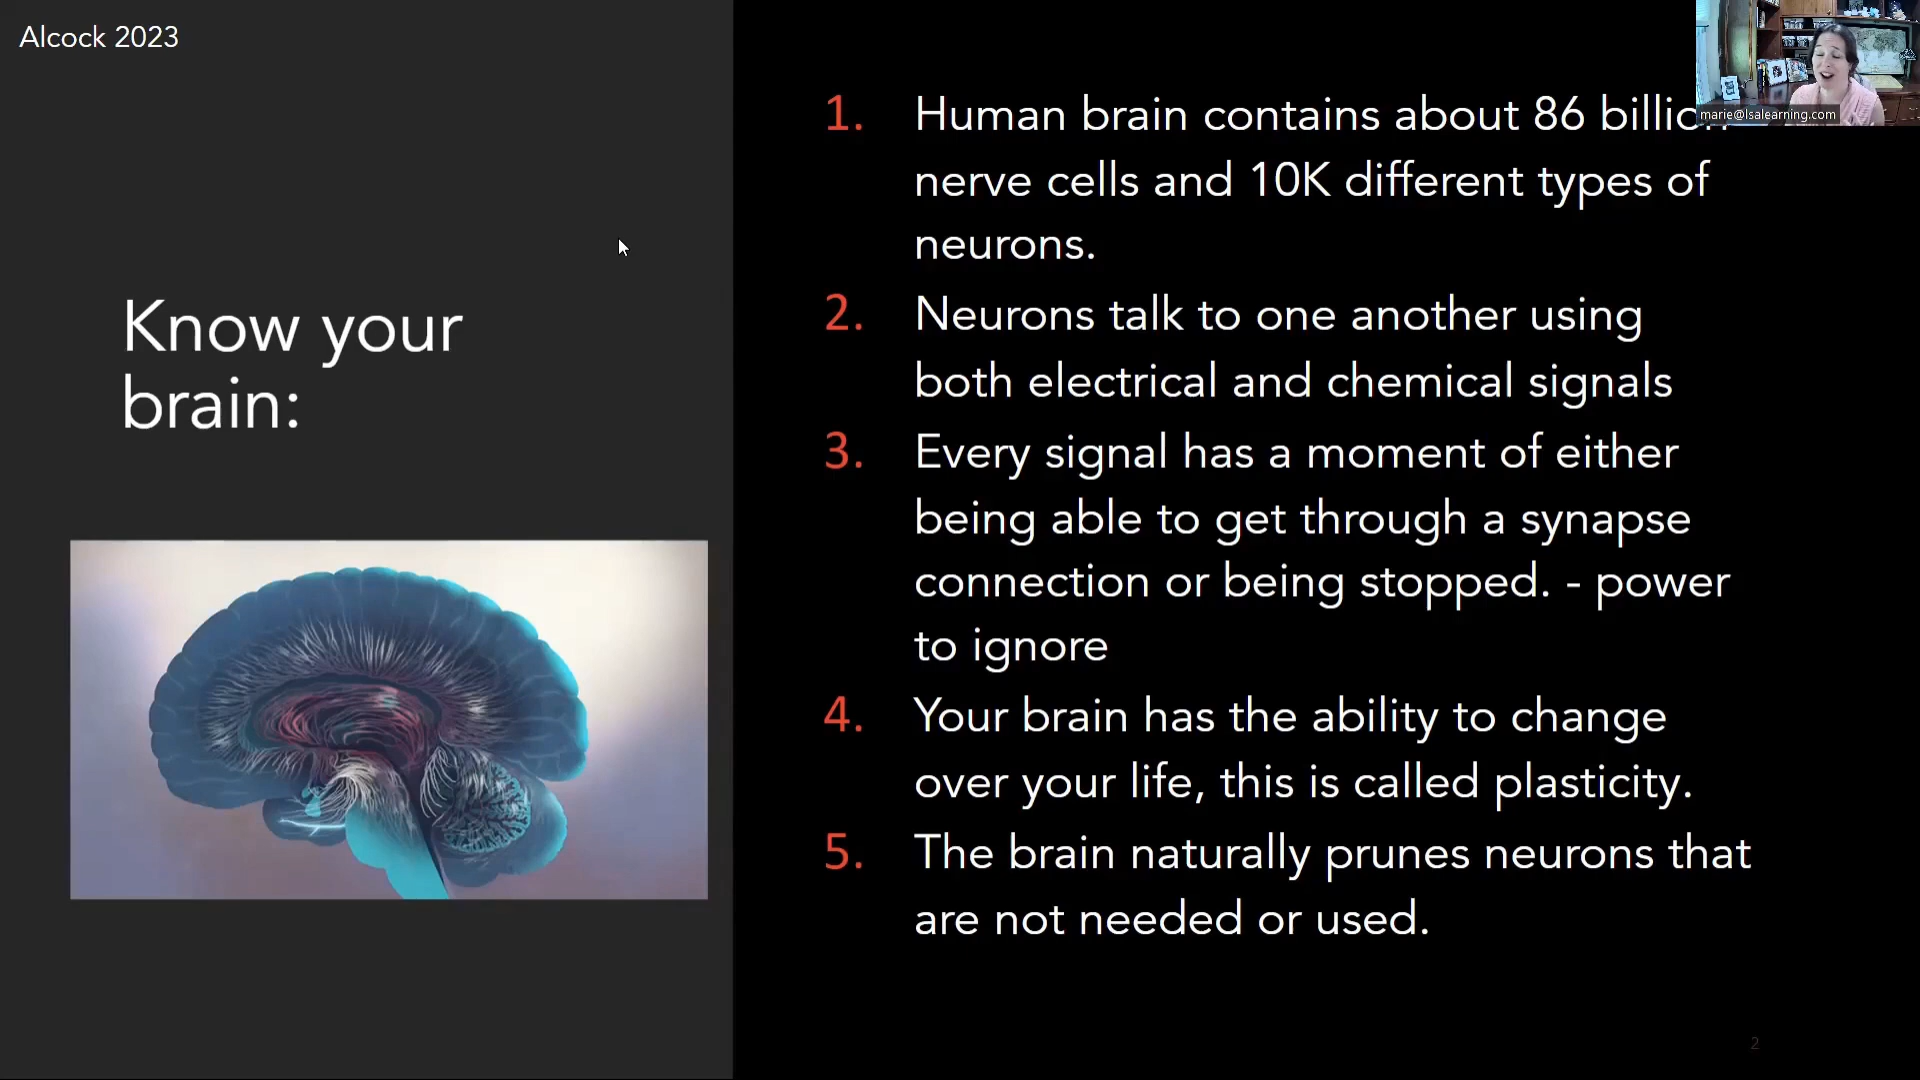 Alcock 2023
Know your
brain:
1. Human brain contains about 86 billion
nerve cells and 10K different types of
neurons.
2. Neurons talk to one another using
both electrical and chemical signals
3. Every signal has a moment of either
being able to get through a synapse
connection or being stopped. - power
to ignore
4. Your brain has the ability to change
over your life, this is called plasticity.
5. The brain naturally prunes neurons that
are not needed or used.
marie@lsalearning.com
2